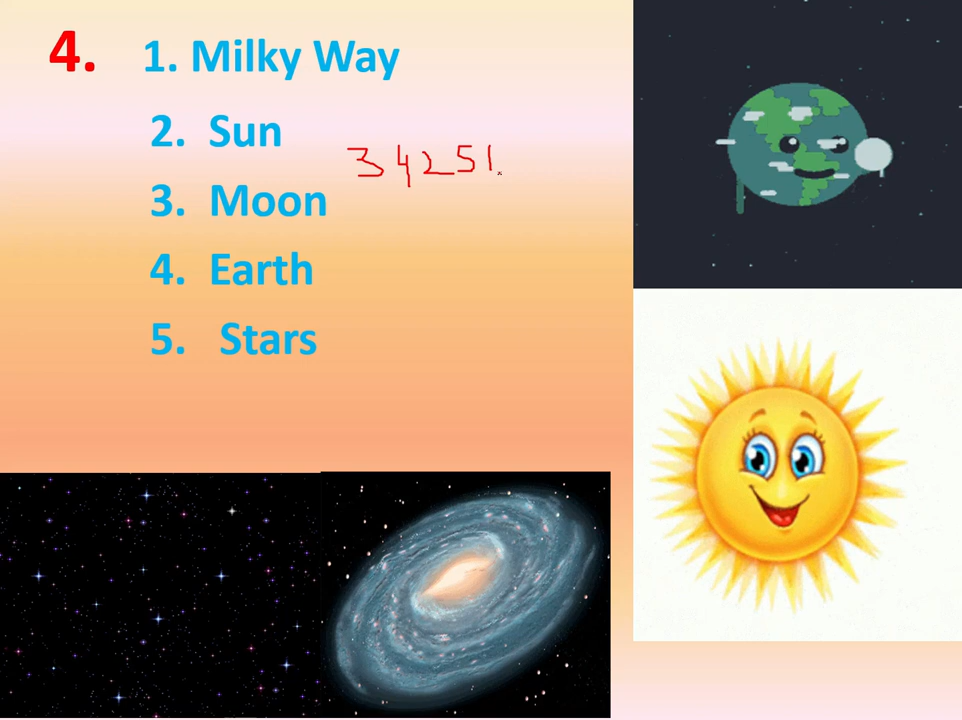 4. 1. Milky Way
2. Sun
34251
3. Moon
4. Earth
5. Stars